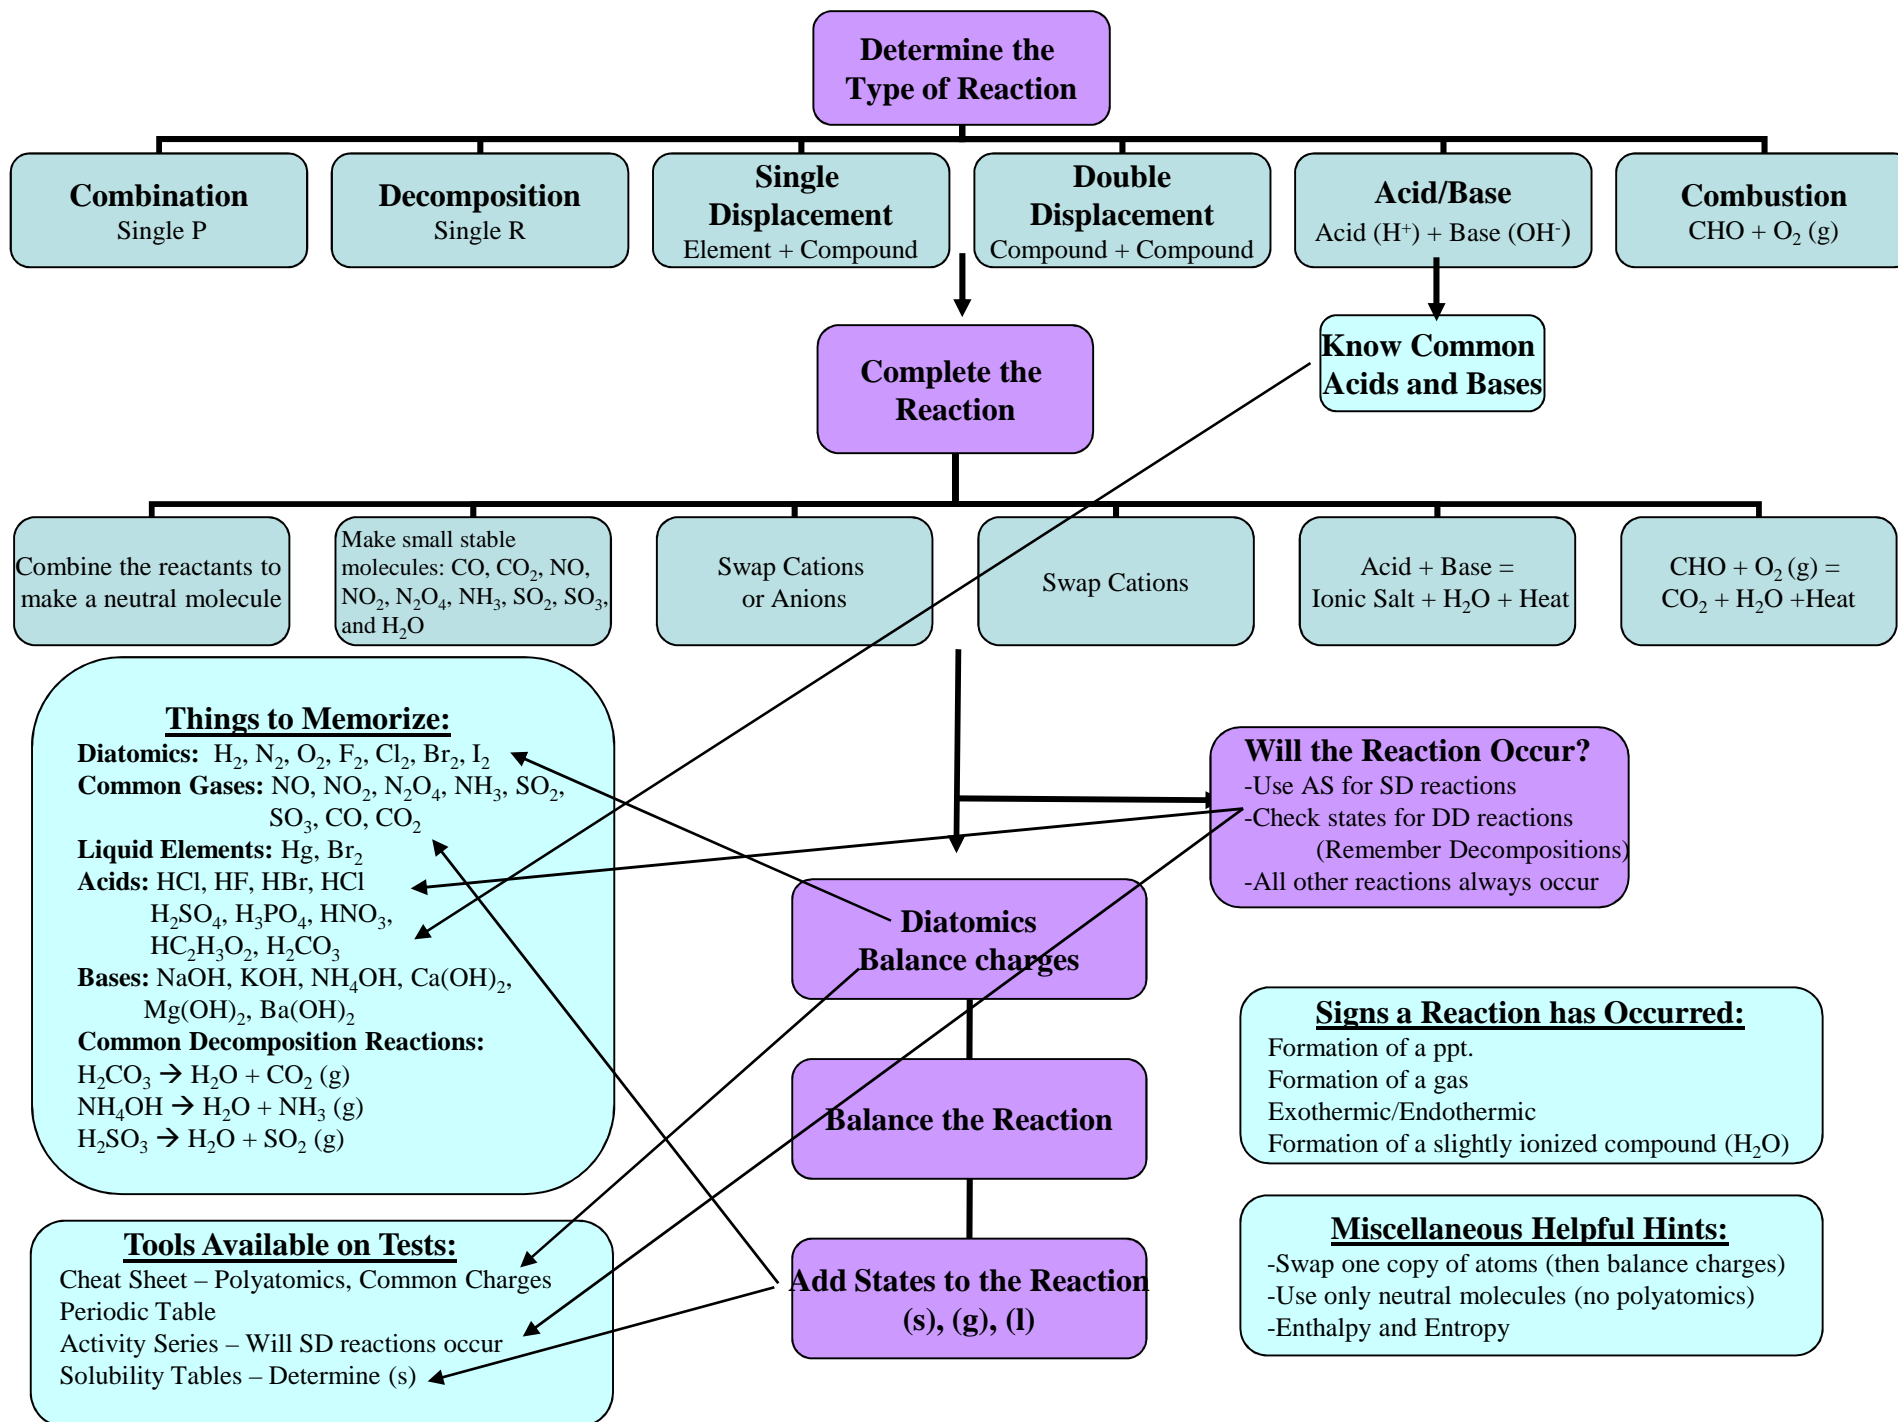 Determine the
Type of Reaction
Combination
Single P
Decomposition
Single R
Single
Displacement
Element + Compound
Double
Displacement
Compound + Compound
Acid/Base
Acid (H⁺) + Base (OH⁻)
Combustion
CHO + O₂ (g)
Complete the
Reaction
Know Common
Acids and Bases
Combine the reactants to
make a neutral molecule
Make small stable
molecules: CO, CO₂, NO,
NO₂, N₂O₄, NH₃, SO₂, SO₃,
and H₂O
Swap Cations
or Anions
Swap Cations
Acid + Base =
Ionic Salt + H₂O + Heat
CHO + O₂ (g) =
CO₂ + H₂O +Heat
Things to Memorize:
Diatomics: H₂, N₂, O₂, F₂, Cl₂, Br₂, I₂
Common Gases: NO, NO₂, N₂O₄, NH₃, SO₂,
SO₃, CO, CO₂
Liquid Elements: Hg, Br₂
Acids: HCl, HF, HBr, HCl
H₂SO₄, H₃PO₄, HNO₃,
HC₂H₃O₂, H₂CO₃
Bases: NaOH, KOH, NH₄OH, Ca(OH)₂,
Mg(OH)₂, Ba(OH)₂
Common Decomposition Reactions:
H₂CO₃ → H₂O + CO₂ (g)
NH₄OH → H₂O + NH₃ (g)
H₂SO₃ → H₂O + SO₂ (g)
Will the Reaction Occur?
-Use AS for SD reactions
-Check states for DD reactions
(Remember Decompositions)
-All other reactions always occur
Diatomics
Balance charges
Balance the Reaction
Add States to the Reaction
(s), (g), (l)
Signs a Reaction has Occurred:
Formation of a ppt.
Formation of a gas
Exothermic/Endothermic
Formation of a slightly ionized compound (H₂O)
Tools Available on Tests:
Cheat Sheet – Polyatomics, Common Charges
Periodic Table
Activity Series – Will SD reactions occur
Solubility Tables – Determine (s)
Miscellaneous Helpful Hints:
-Swap one copy of atoms (then balance charges)
-Use only neutral molecules (no polyatomics)
-Enthalpy and Entropy